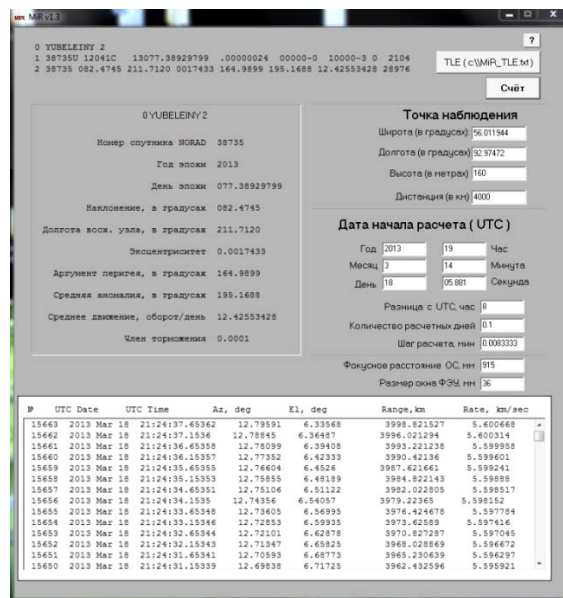 MiR v1.3
0 YUBELEINY 2
1 38735U 12041C   13077.38929799  .00000024  00000-0  10000-3 0  2104
2 38735 082.4745 211.7120 0017433 164.9899 195.1688 12.42553428 28976
?
TLE ( c:\\MiR_TLE.txt )
Счёт
0 YUBELEINY 2
Номер спутника NORAD 38735
Год эпохи 2013
День эпохи 077.38929799
Наклонение, в градусах 082.4745
Долгота восх. узла, в градусах 211.7120
Эксцентриситет 0.0017433
Аргумент перигея, в градусах 164.9899
Средняя аномалия, в градусах 195.1688
Среднее движение, оборот/день 12.42553428
Член торможения 0.0001
Точка наблюдения
Широта (в градусах) 56.011944
Долгота (в градусах) 92.97472
Высота (в метрах) 160
Дистанция (в км) 4000
Дата начала расчета ( UTC )
Год 2013 19 Час
Месяц 3 14 Минута
День 18 05.881 Секунда
Разница с UTC, час 8
Количество расчетных дней 0.1
Шаг расчета, мин 0.0083333
Фокусное расстояние ОС, мм 915
Размер окна ФЭУ, мм 36
№ UTC Date UTC Time Az, deg El, deg Range, km Rate, km/sec
15663 2013 Mar 18 21:24:37.65362 12.79591 6.33568 3998.821527 5.600668
15662 2013 Mar 18 21:24:37.1536 12.78845 6.36487 3996.021294 5.600314
15660 2013 Mar 18 21:24:36.65358 12.78099 6.39408 3993.221238 5.599958
15660 2013 Mar 18 21:24:36.15357 12.77352 6.42333 3990.42136 5.599601
15659 2013 Mar 18 21:24:35.65355 12.76604 6.4526 3987.621661 5.599241
15658 2013 Mar 18 21:24:35.15353 12.75855 6.48189 3984.822143 5.59888
15657 2013 Mar 18 21:24:34.65351 12.75106 6.51122 3982.022805 5.598517
15656 2013 Mar 18 21:24:34.1535 12.74356 6.54057 3979.22365 5.598152
15655 2013 Mar 18 21:24:33.65348 12.73605 6.56995 3976.424678 5.597784
15654 2013 Mar 18 21:24:33.15346 12.72853 6.59935 3973.62589 5.597416
15653 2013 Mar 18 21:24:32.65344 12.72101 6.62878 3970.827287 5.597045
15652 2013 Mar 18 21:24:32.15343 12.71347 6.65825 3968.028869 5.596672
15651 2013 Mar 18 21:24:31.65341 12.70593 6.68773 3965.230639 5.596297
15650 2013 Mar 18 21:24:31.15339 12.69838 6.71725 3962.432596 5.595921